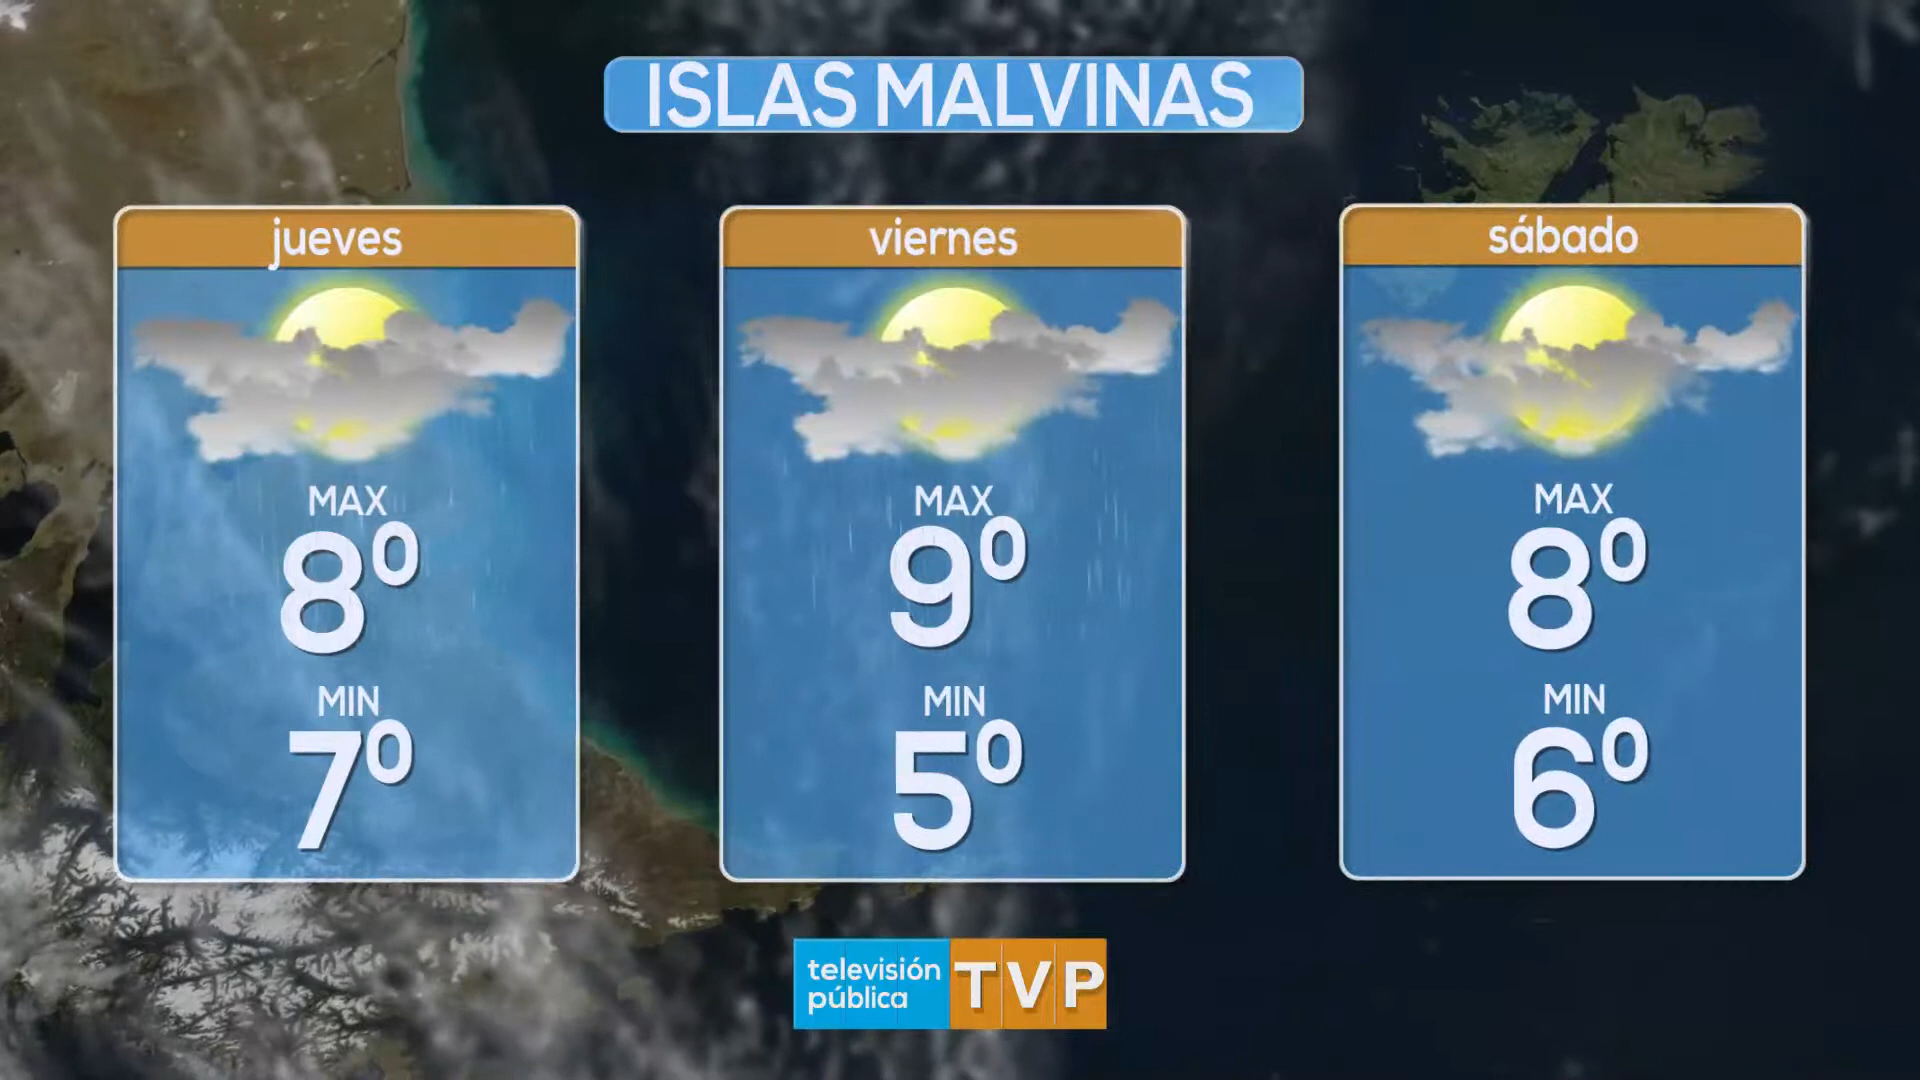 ISLAS MALVINAS
jueves
MAX
8º
MIN
7º
viernes
MAX
9º
MIN
5º
sábado
MAX
8º
MIN
6º
televisión
pública
TVP